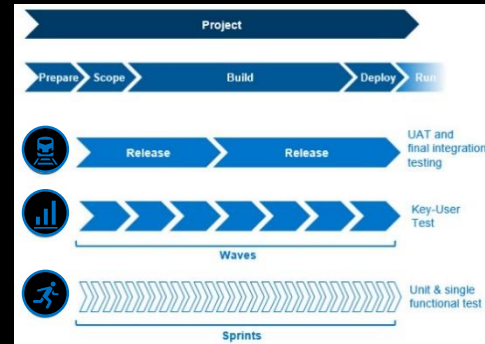 Project
Prepare Scope Build Deploy Run
Release Release
UAT and
final integration
testing
Key-User
Test
Waves
Unit & single
functional test
Sprints